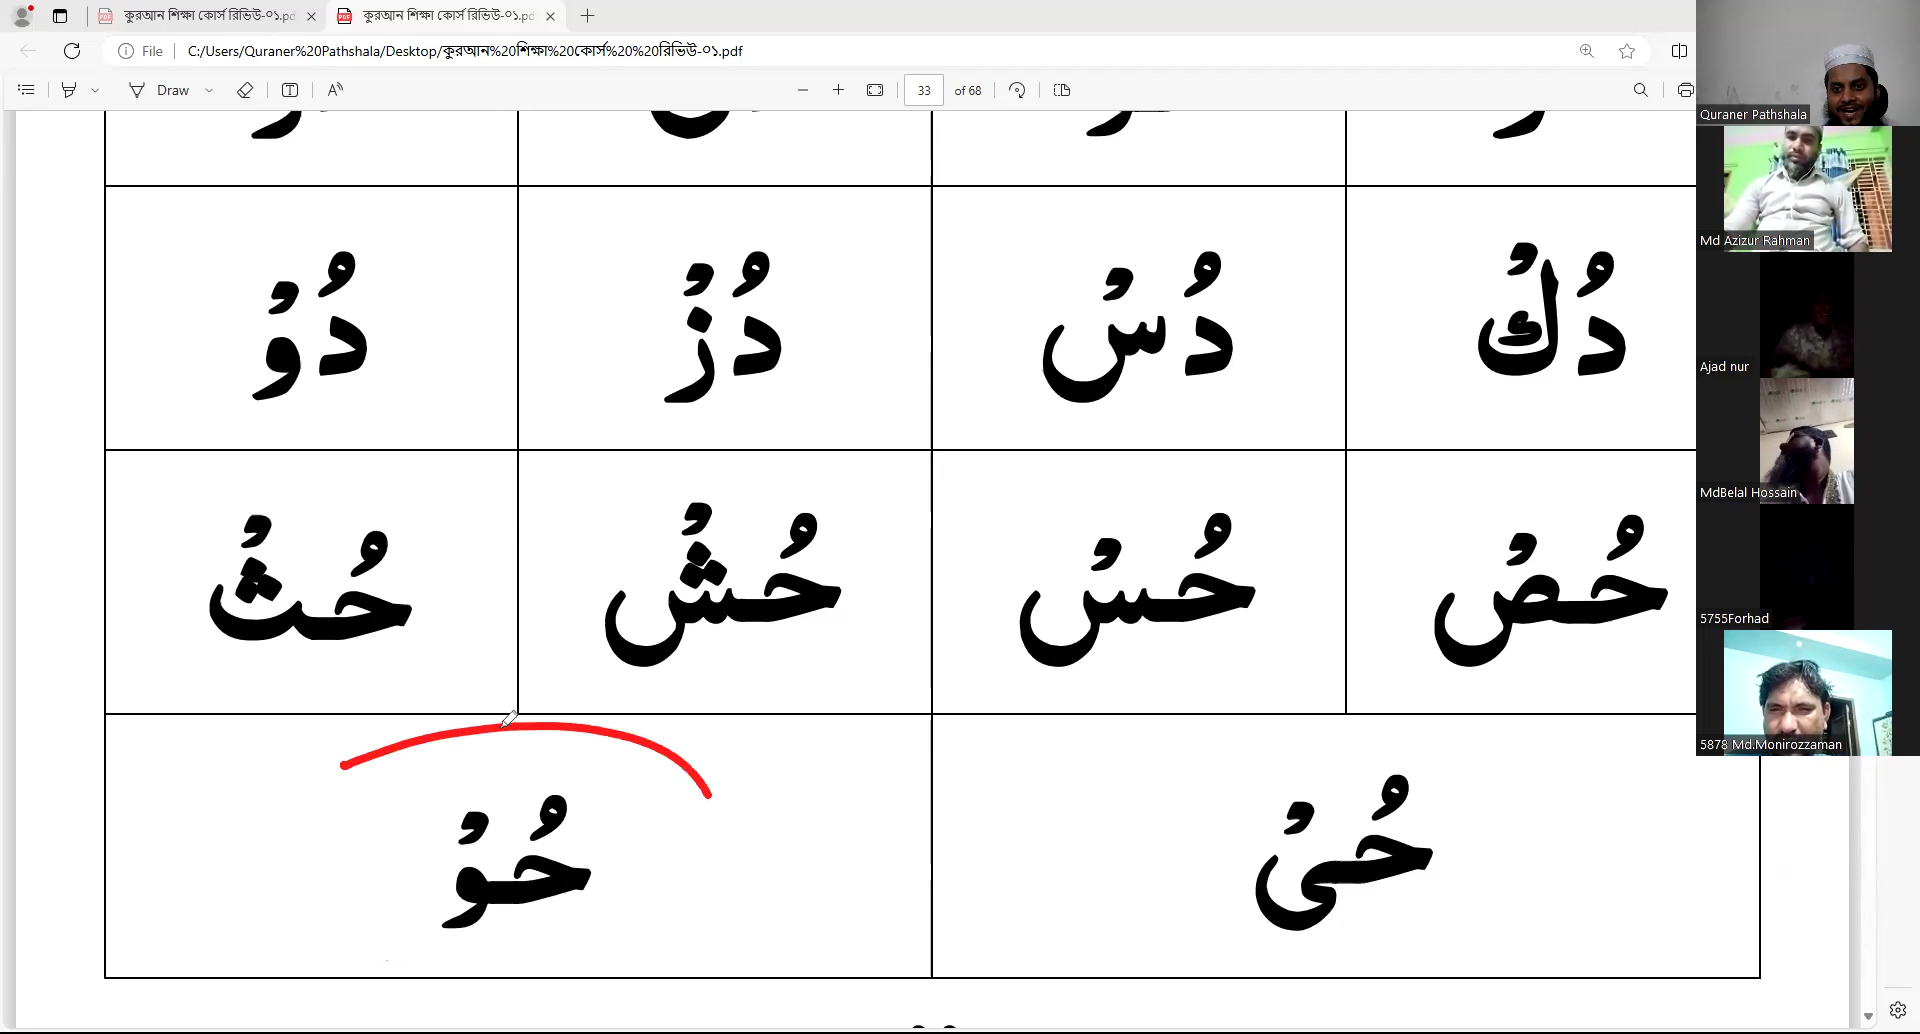 কুরআন শিক্ষা কোর্স রিভিউ-০১.pd
কুরআন শিক্ষা কোর্স রিভিউ-০১.pd
File C:/Users/Quraner%20Pathshala/Desktop/কুরআন%20শিক্ষা%20কোর্স%20%20রিভিউ-০১.pdf
Draw 33 of 68
دُكْ دُسْ دُزْ دُوْ
حُصْ حُسْ حُشْ حُثْ
حُىْ حُوْ
Quraner Pathshala
Md Azizur Rahman
Ajad nur
MdBelal Hossain
5755Forhad
5878 Md.Monirozzaman